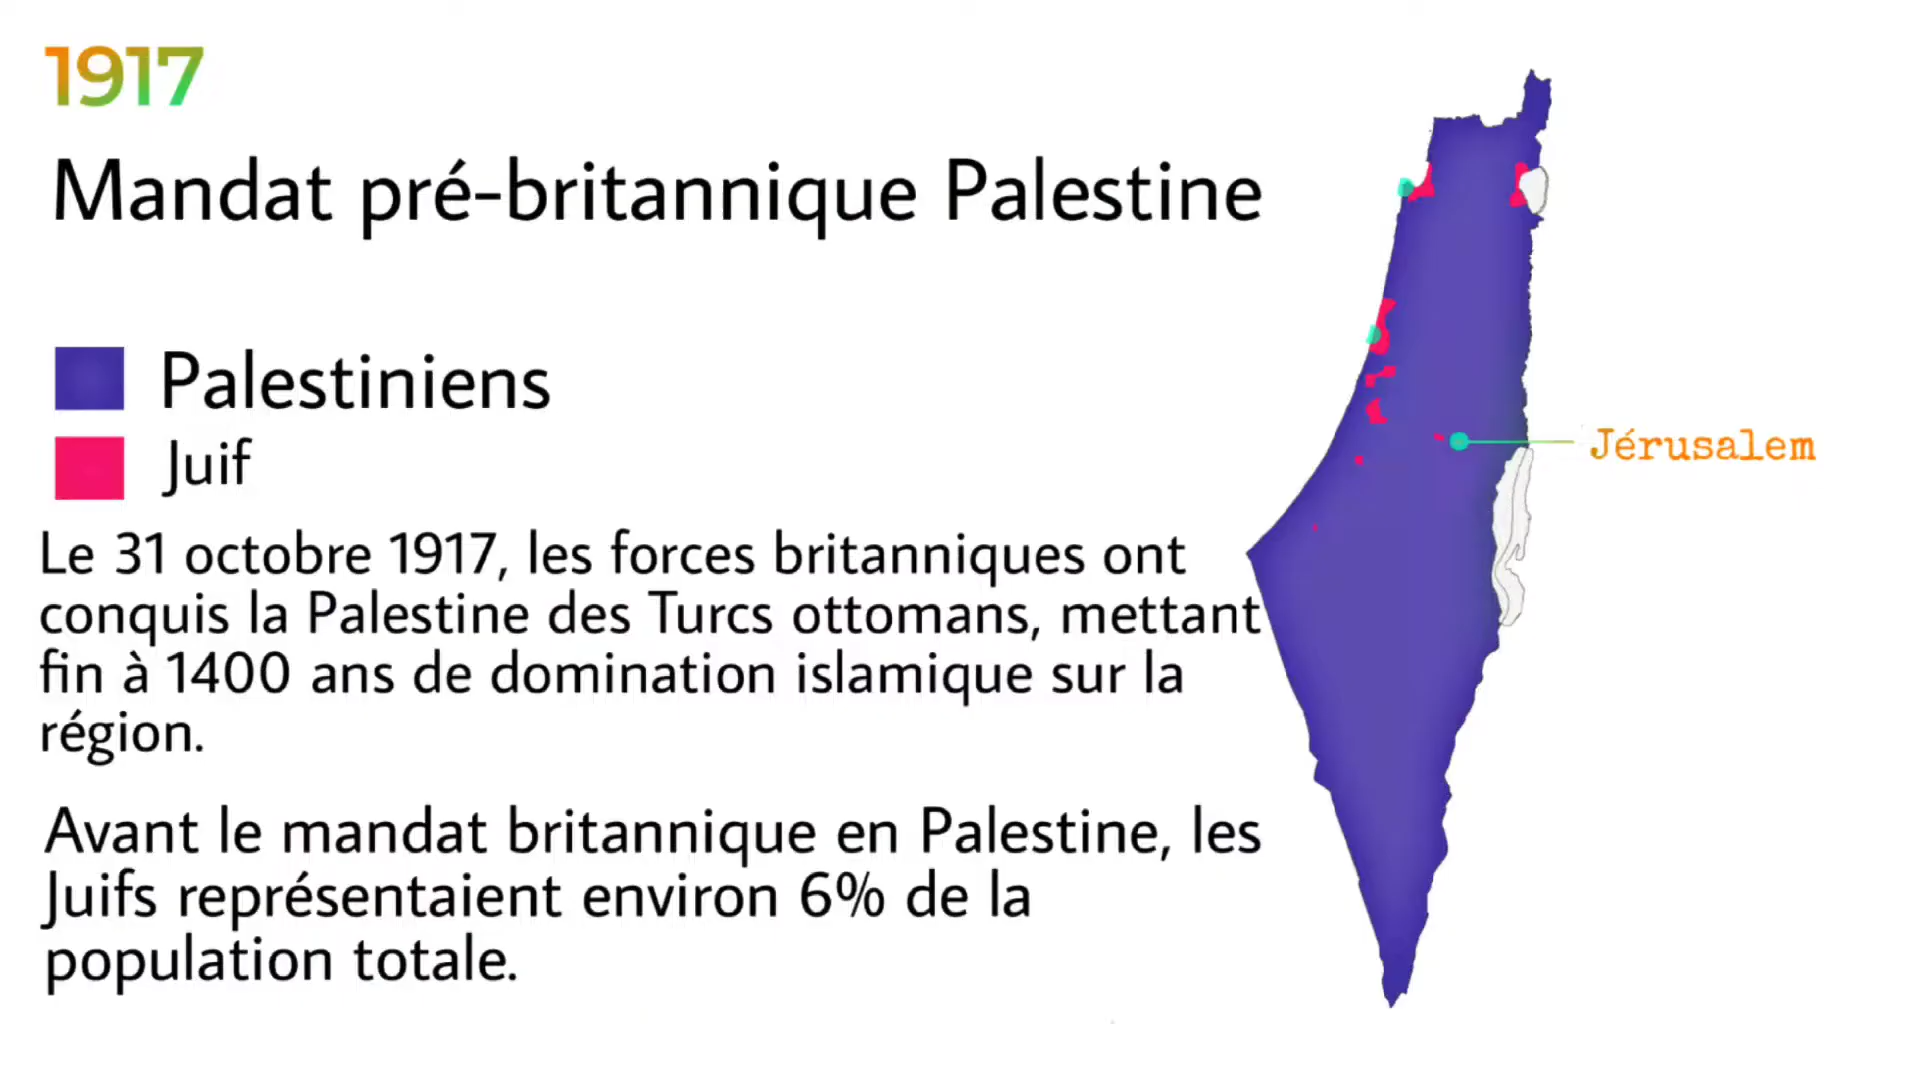 1917
Mandat pré-britannique Palestine
Palestiniens
Juif
Jérusalem
Le 31 octobre 1917, les forces britanniques ont
conquis la Palestine des Turcs ottomans, mettant
fin à 1400 ans de domination islamique sur la
région.
Avant le mandat britannique en Palestine, les
Juifs représentaient environ 6% de la
population totale.